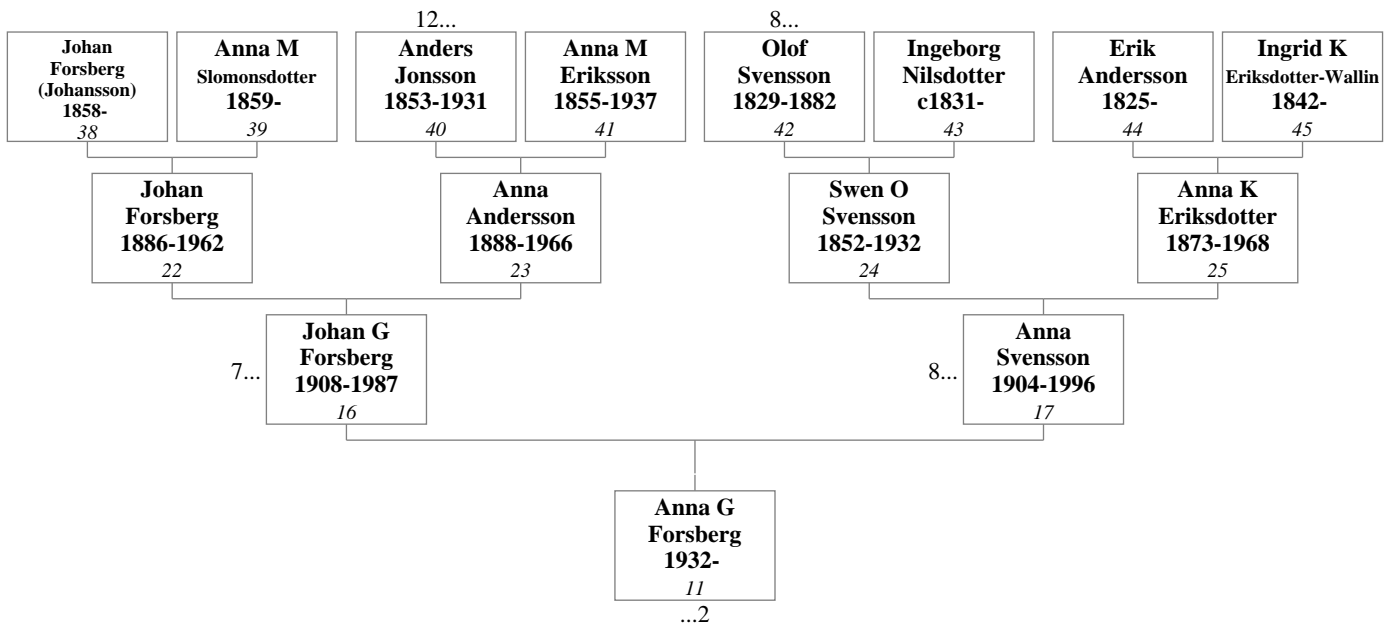 12...
8...
Johan
Forsberg
(Johansson)
1858-
38
Anna M
Slomonsdotter
1859-
39
Anders
Jonsson
1853-1931
40
Anna M
Eriksson
1855-1937
41
Olof
Svensson
1829-1882
42
Ingeborg
Nilsdotter
c1831-
43
Erik
Andersson
1825-
44
Ingrid K
Eriksdotter-Wallin
1842-
45
Johan
Forsberg
1886-1962
22
Anna
Andersson
1888-1966
23
Swen O
Svensson
1852-1932
24
Anna K
Eriksdotter
1873-1968
25
7...
Johan G
Forsberg
1908-1987
16
8...
Anna
Svensson
1904-1996
17
Anna G
Forsberg
1932-
11
...2